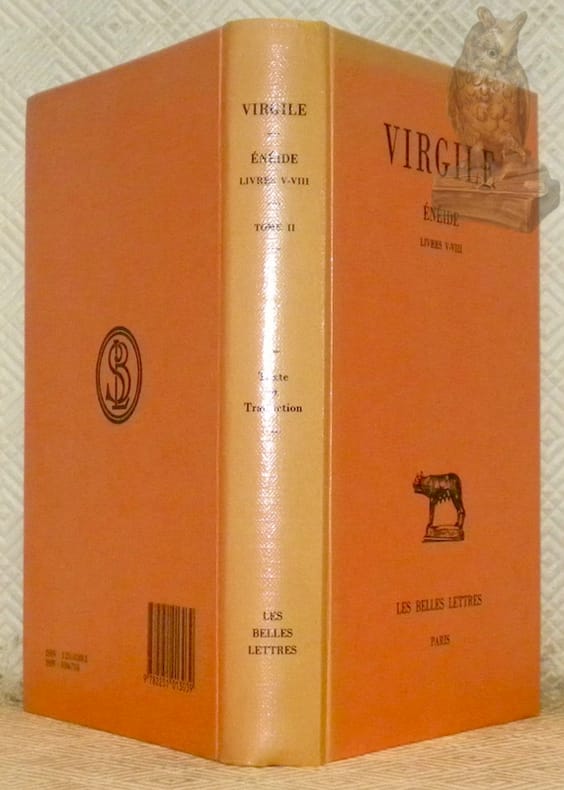 VIRGILE
ÉNÉIDE
LIVRES V-VIII
TOME II
Texte
Traduction
LES
BELLES
LETTRES
VIRGILE
ÉNÉIDE
LIVRES V-VIII
LES BELLES LETTRES
PARIS